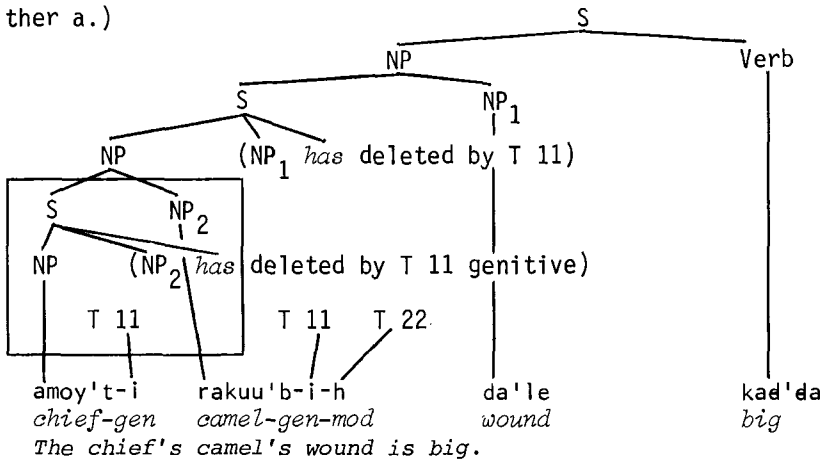 ther a.)
S
NP Verb
S NP1
NP (NP1 has deleted by T 11)
S NP2
NP (NP2 has deleted by T 11 genitive)
T 11 T 11 T 22
amoy't-i rakuu'b-i-h da'le kaɖ'ɖa
chief-gen camel-gen-mod wound big
The chief's camel's wound is big.